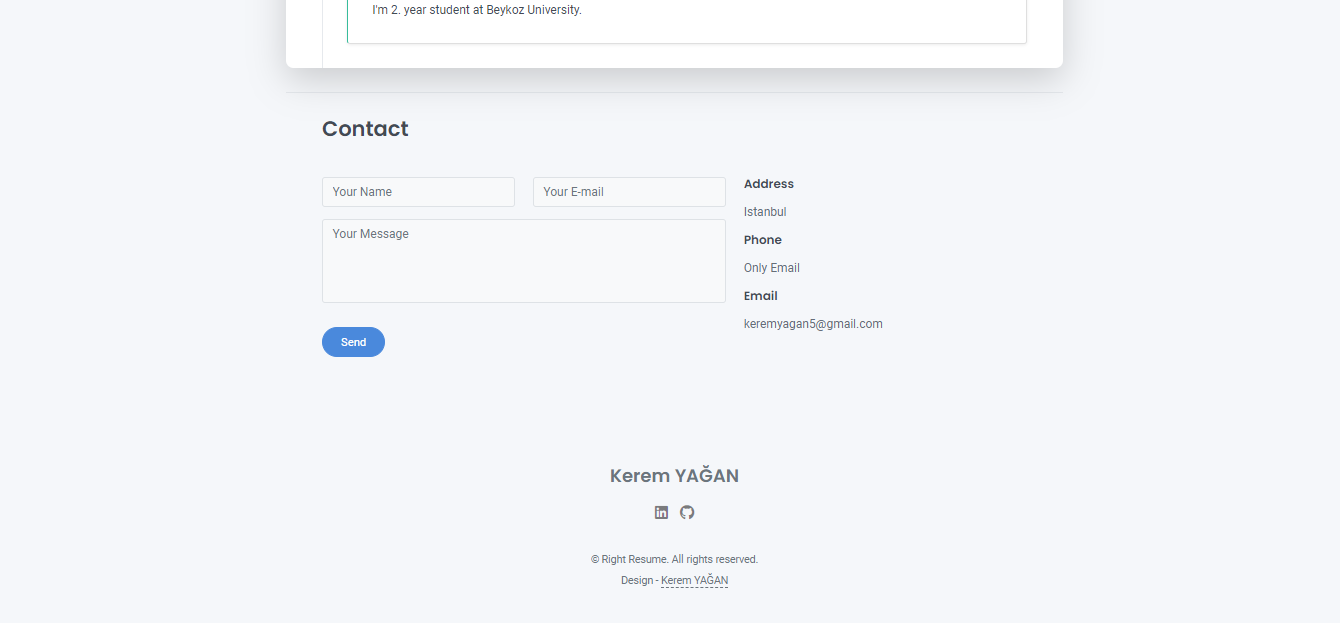 I'm 2. year student at Beykoz University.
Contact
Your Name
Your E-mail
Your Message
Send
Address
Istanbul
Phone
Only Email
Email
keremyagan5@gmail.com
Kerem YAĞAN
in
© Right Resume. All rights reserved.
Design - Kerem YAĞAN